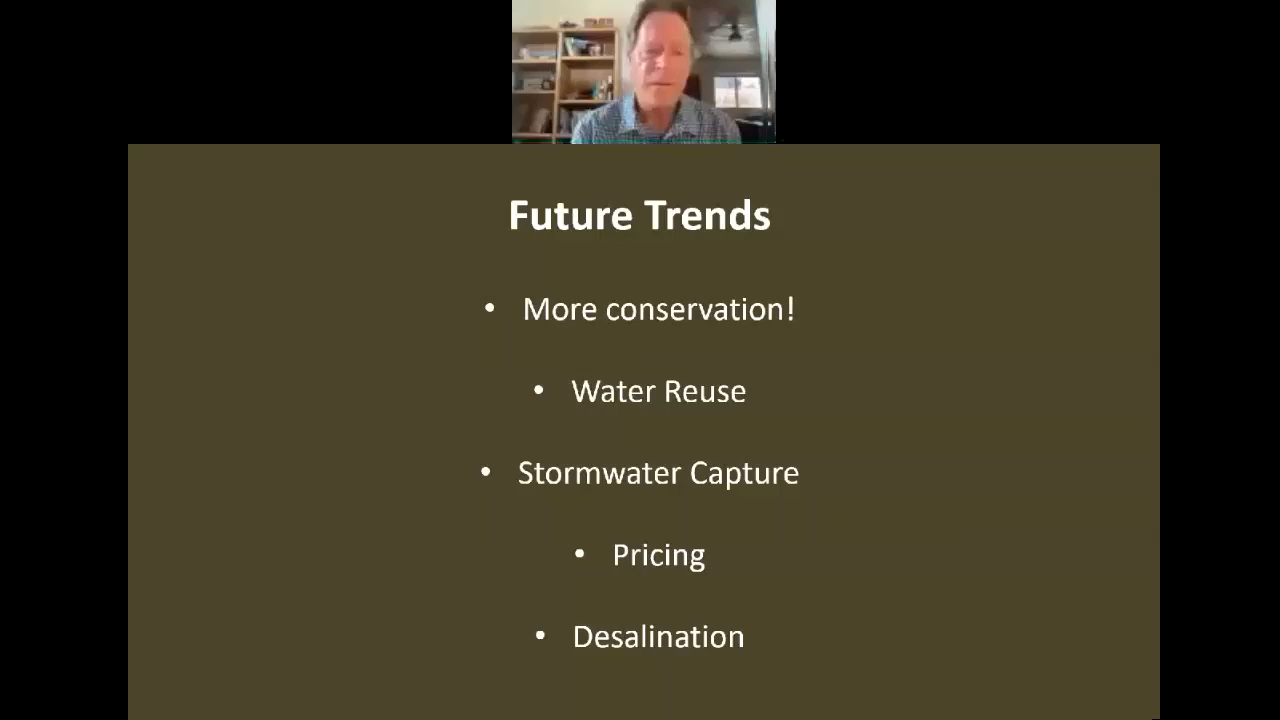 Future Trends
• More conservation!
• Water Reuse
• Stormwater Capture
• Pricing
• Desalination